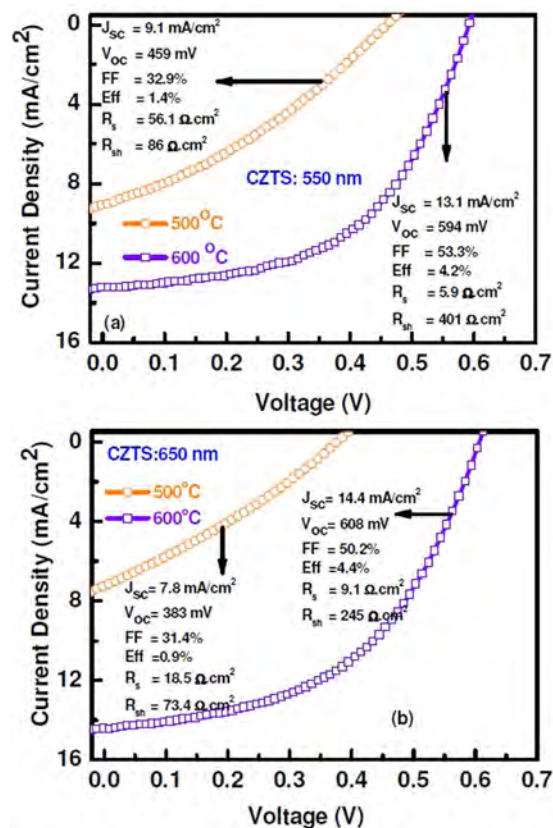 J_SC = 9.1 mA/cm²
V_OC = 459 mV
FF = 32.9%
Eff = 1.4%
R_s = 56.1 Ω.cm²
R_sh = 86 Ω.cm²
CZTS: 550 nm
500°C
600 °C
J_SC = 13.1 mA/cm²
V_OC = 594 mV
FF = 53.3%
Eff = 4.2%
R_s = 5.9 Ω.cm²
R_sh = 401 Ω.cm²
(a)
0
4
8
12
16
Current Density (mA/cm²)
0.0 0.1 0.2 0.3 0.4 0.5 0.6 0.7
Voltage (V)
CZTS:650 nm
500°C
600°C
J_SC= 14.4 mA/cm²
V_OC= 608 mV
FF = 50.2%
Eff = 4.4%
R_s = 9.1 Ω.cm²
R_sh = 245 Ω.cm²
J_SC= 7.8 mA/cm²
V_OC= 383 mV
FF = 31.4%
Eff =0.9%
R_s = 18.5 Ω.cm²
R_sh = 73.4 Ω.cm²
(b)
0
4
8
12
16
Current Density (mA/cm²)
0.0 0.1 0.2 0.3 0.4 0.5 0.6 0.7
Voltage (V)